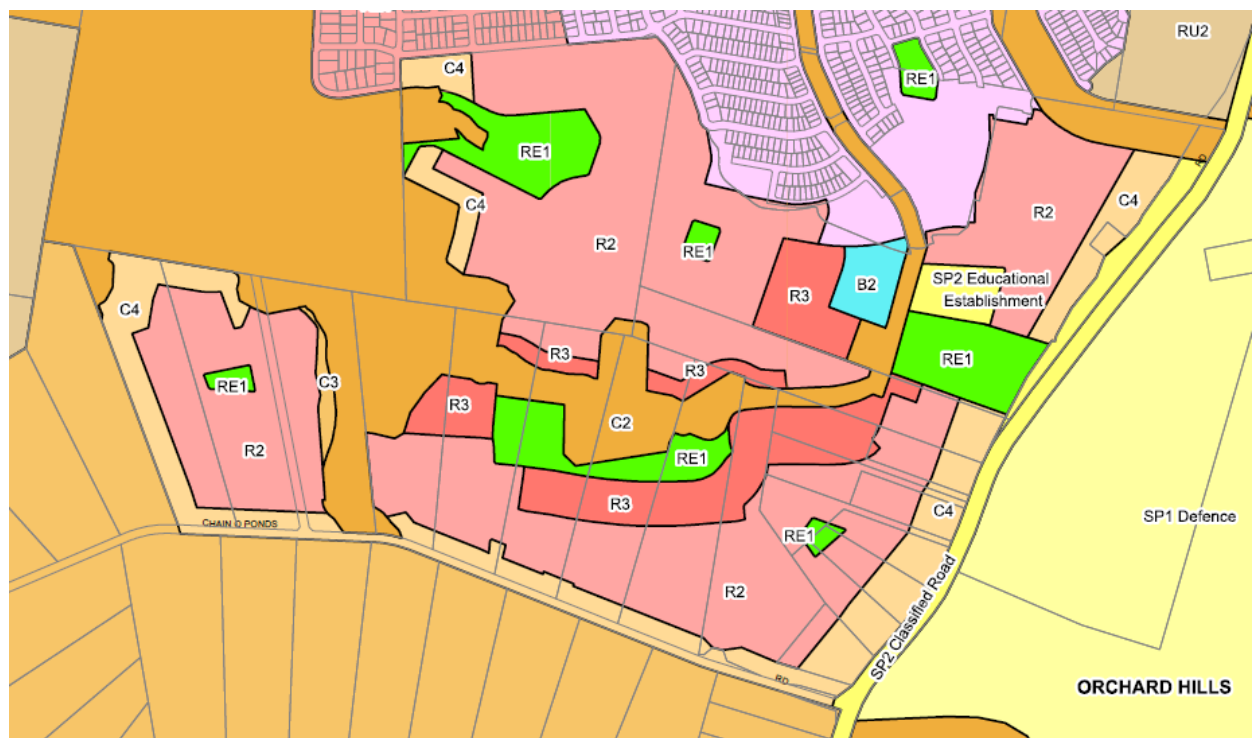 RU2
C4
RE1
RE1
C4
R2
C4
R2
RE1
SP2 Educational
Establishment
B2
R3
C4
RE1
R3
R3
C3
RE1
R3
C2
R2
RE1
R3
C4
SP1 Defence
CHAIN O PONDS
RE1
R2
SP2 Classified Road
RD
RD
ORCHARD HILLS